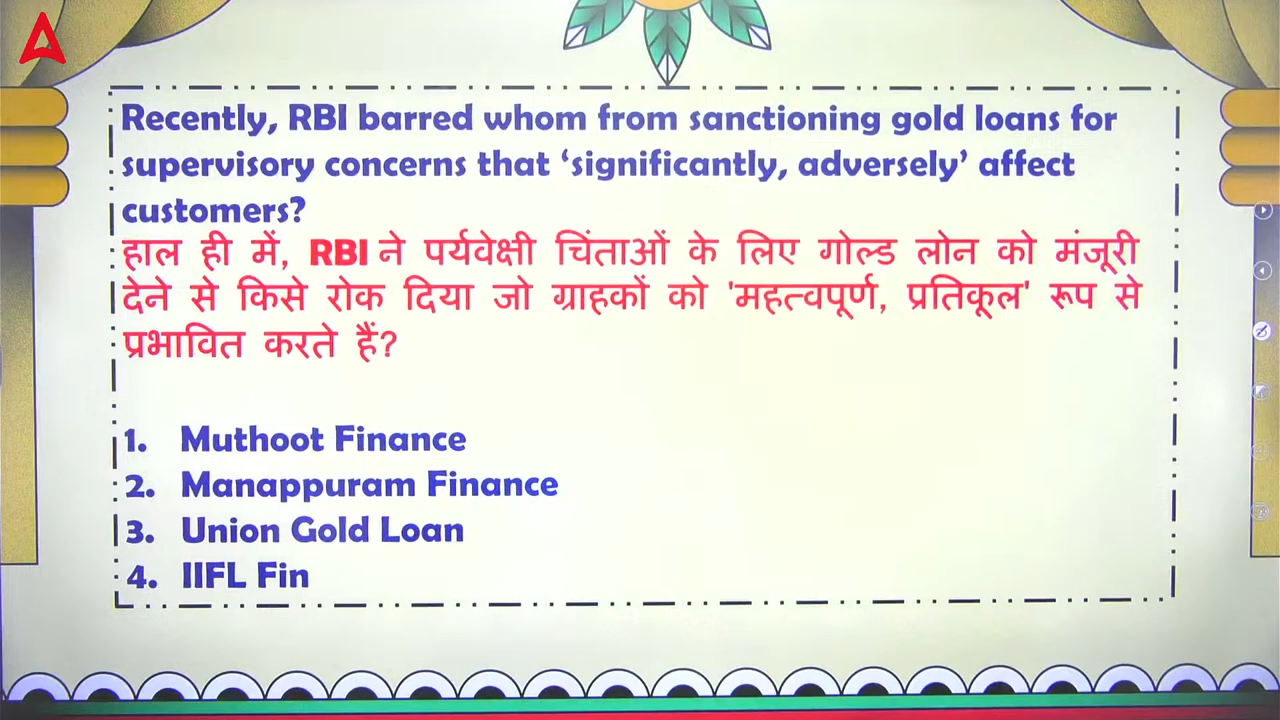 Recently, RBI barred whom from sanctioning gold loans for
supervisory concerns that ‘significantly, adversely’ affect
customers?
हाल ही में, RBI ने पर्यवेक्षी चिंताओं के लिए गोल्ड लोन को मंजूरी
देने से किसे रोक दिया जो ग्राहकों को 'महत्वपूर्ण, प्रतिकूल' रूप से
प्रभावित करते हैं?
1. Muthoot Finance
2. Manappuram Finance
3. Union Gold Loan
4. IIFL Fin